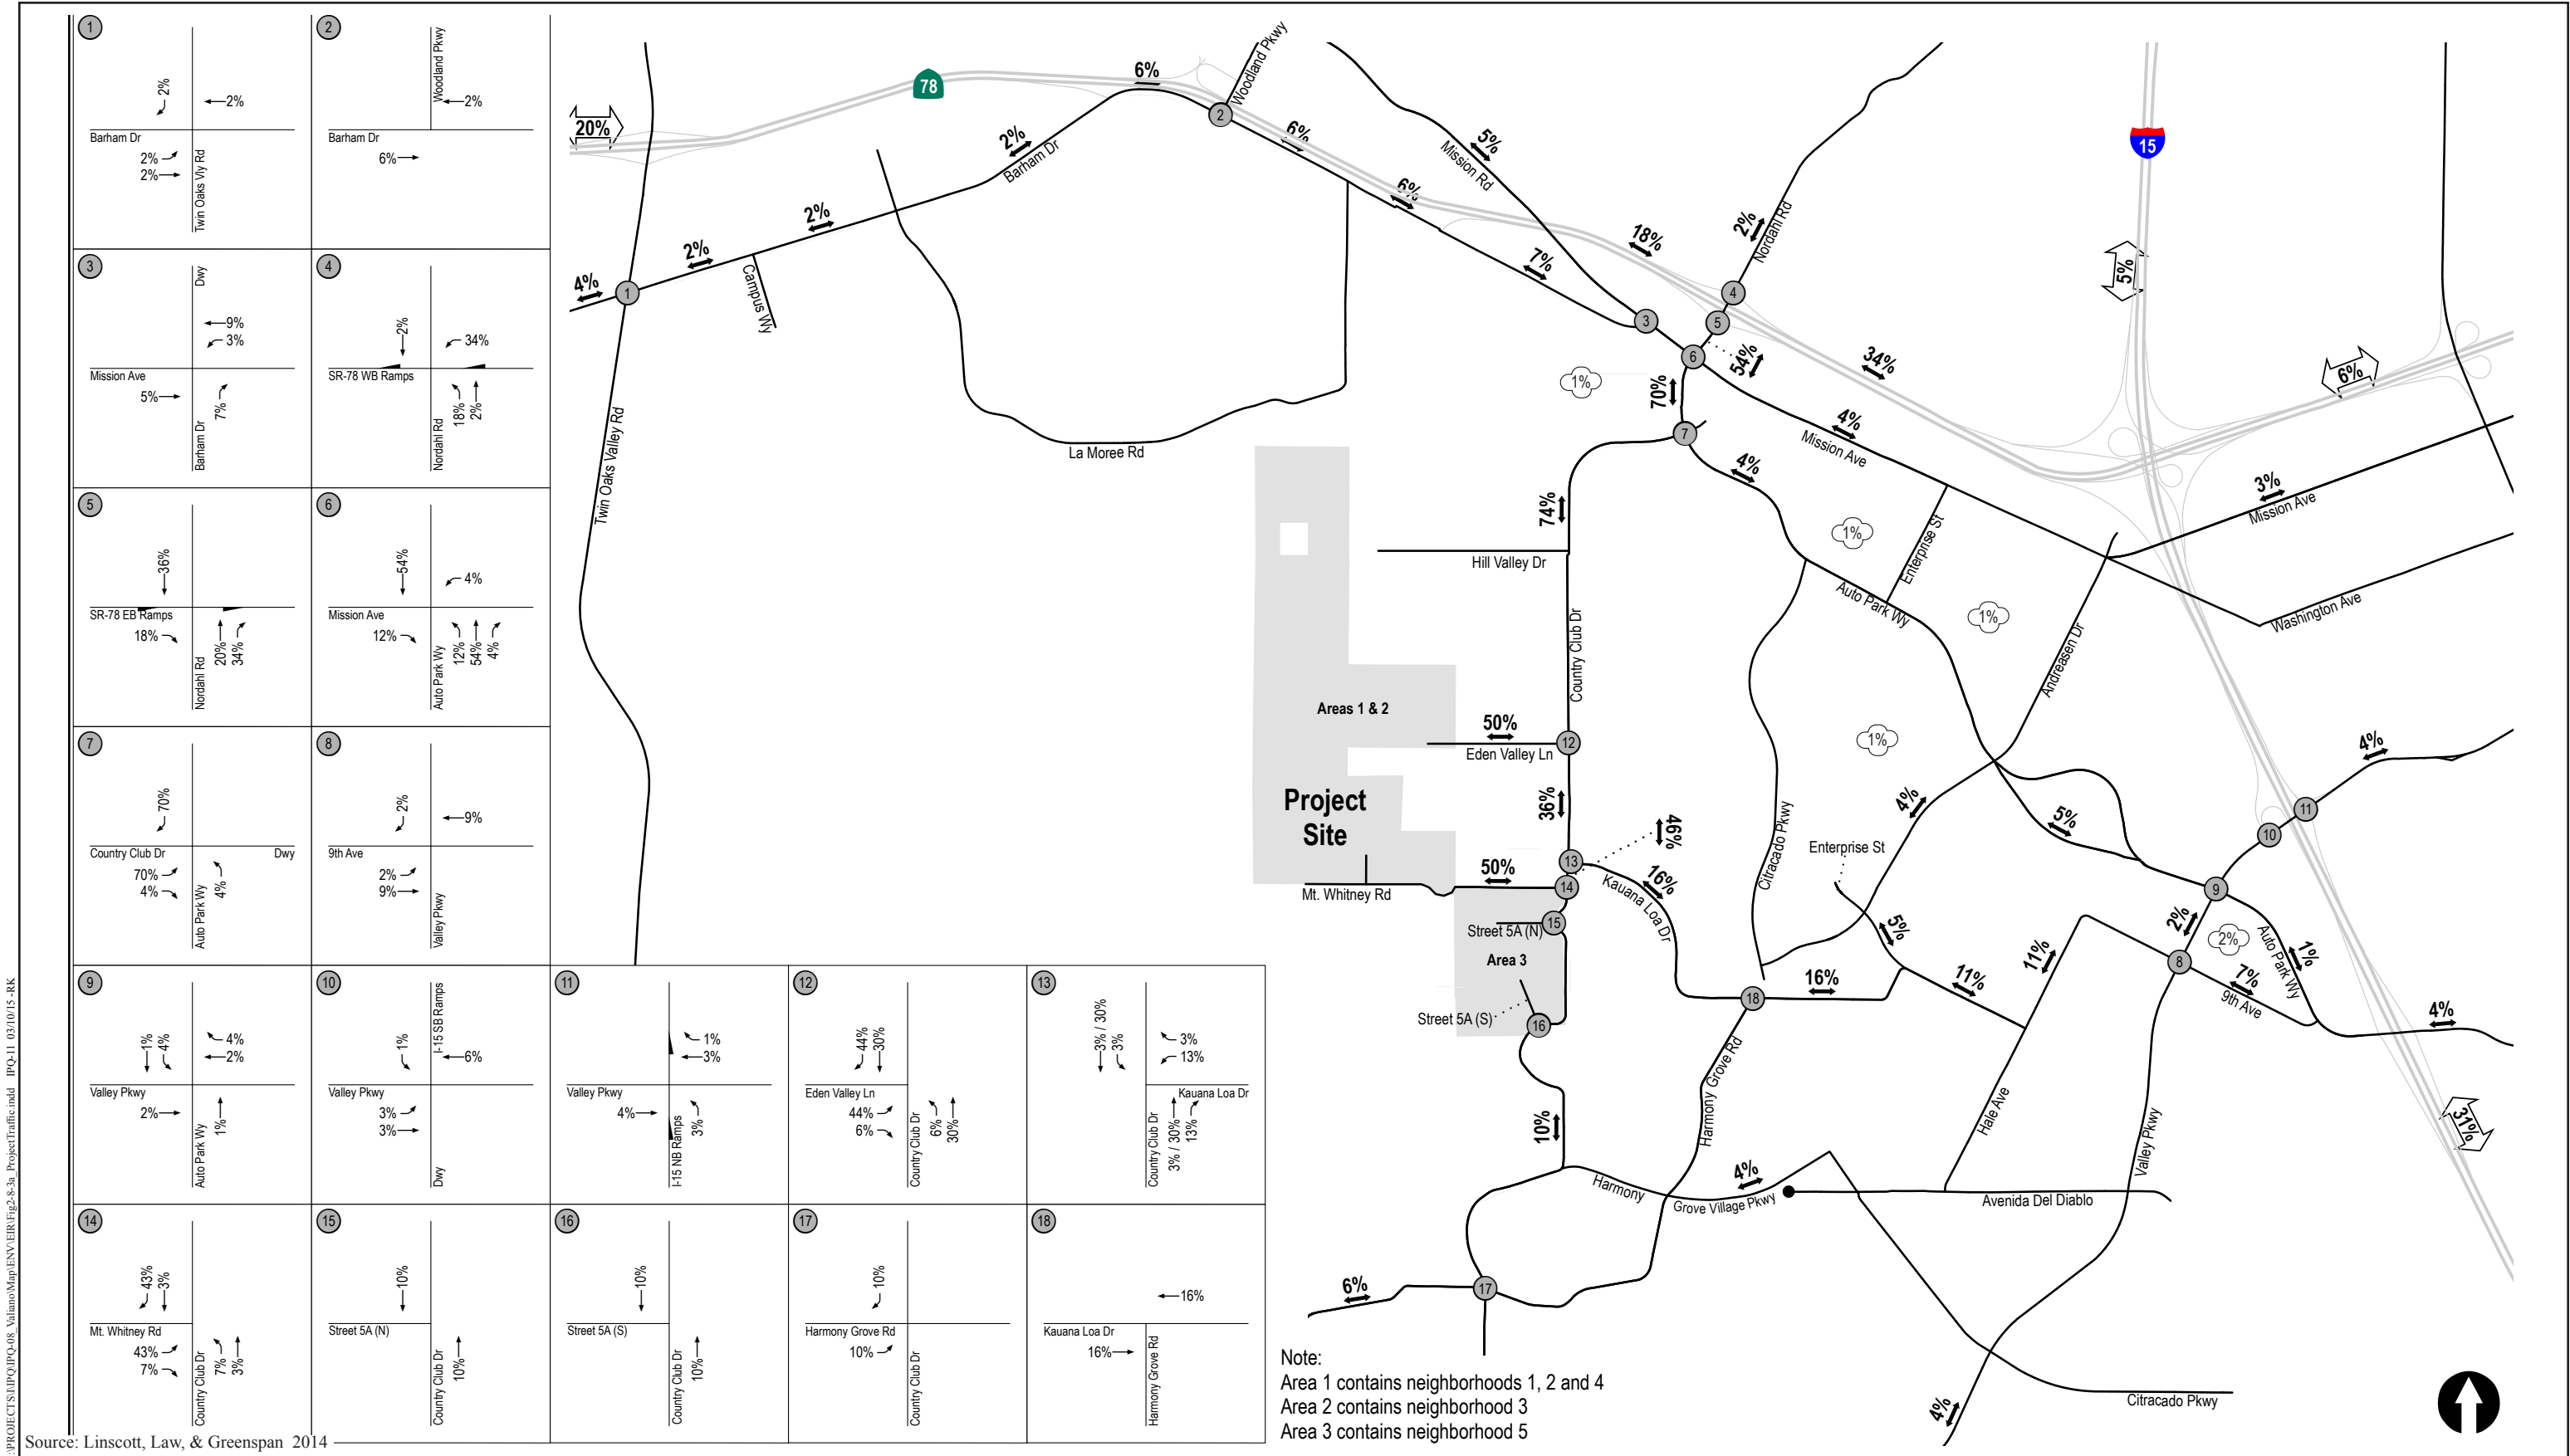 1
2%
2%
Barham Dr
2%
2%
Twin Oaks Vly Rd
2
Woodland Pkwy
2%
Barham Dr
6%
3
Dwy
9%
3%
Mission Ave
5%
7%
Barham Dr
4
2%
34%
SR-78 WB Ramps
18%
2%
Nordahl Rd
5
36%
SR-78 EB Ramps
18%
20%
34%
Nordahl Rd
6
54%
4%
Mission Ave
12%
12%
54%
4%
Auto Park Wy
7
70%
Country Club Dr
Dwy
70%
4%
4%
Auto Park Wy
8
2%
9%
9th Ave
2%
9%
Valley Pkwy
9
1%
4%
4%
2%
Valley Pkwy
2%
1%
Auto Park Wy
10
I-15 SB Ramps
1%
6%
Valley Pkwy
3%
3%
Dwy
11
1%
3%
Valley Pkwy
4%
3%
I-15 NB Ramps
12
44%
30%
Eden Valley Ln
44%
6%
6%
30%
Country Club Dr
13
3% / 30%
3%
3%
13%
Kauana Loa Dr
Country Club Dr
3% / 30%
13%
14
43%
3%
Mt. Whitney Rd
43%
7%
7%
3%
Country Club Dr
15
10%
Street 5A (N)
10%
Country Club Dr
16
10%
Street 5A (S)
10%
Country Club Dr
17
10%
Harmony Grove Rd
10%
Country Club Dr
18
16%
Kauana Loa Dr
16%
Harmony Grove Rd
20%
78
6%
Woodland Pkwy
2
6%
2%
Barham Dr
2%
2%
4%
1
Campus Wy
Twin Oaks Valley Rd
La Moree Rd
6%
5%
Mission Rd
7%
18%
2%
Nordahl Rd
15
5%
3
4
5
6
54%
34%
6%
1%
70%
7
4%
Mission Ave
4%
3%
Mission Ave
74%
Hill Valley Dr
1%
Enterprise St
Auto Park Wy
1%
Washington Ave
Andreasen Dr
Country Club Dr
Areas 1 & 2
50%
Eden Valley Ln
12
1%
4%
Project
Site
36%
46%
Citracado Pkwy
4%
5%
11
10
Enterprise St
13
50%
Mt. Whitney Rd
14
16%
Kauana Loa Dr
9
15
Street 5A (N)
5%
2%
2%
Auto Park Wy
1%
Area 3
11%
8
7%
9th Ave
16%
11%
18
Street 5A (S)
16
4%
Harmony Grove Rd
10%
Hale Ave
Valley Pkwy
31%
Harmony
4%
Grove Village Pkwy
Avenida Del Diablo
6%
17
Note:
Area 1 contains neighborhoods 1, 2 and 4
Area 2 contains neighborhood 3
Area 3 contains neighborhood 5
4%
Citracado Pkwy
Source: Linscott, Law, & Greenspan 2014